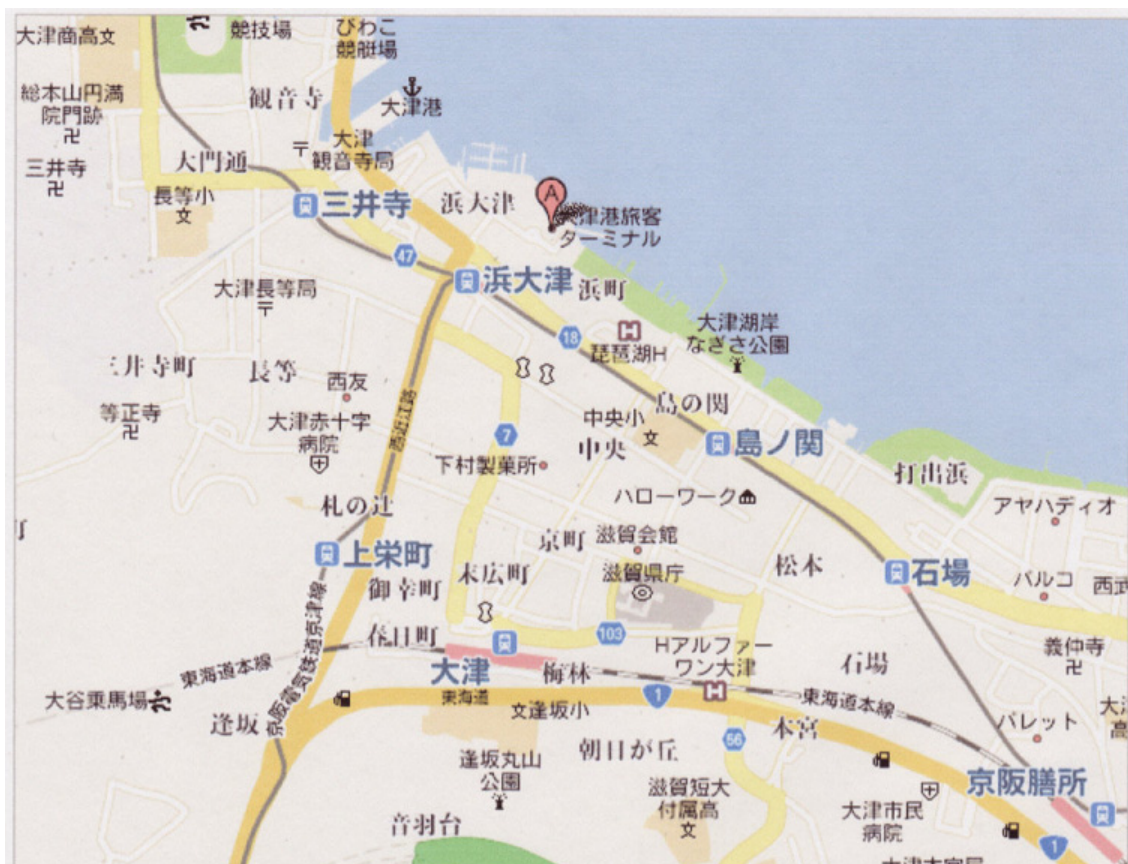 大津商高
競技場
びわこ
競艇場
総本山円満
院門跡
観音寺
大津港
三井寺
大門通
大津
観音寺局
長等小
三井寺
浜大津
A
大津港旅客
ターミナル
47
浜大津
浜町
大津長等局
18
琵琶湖H
大津湖岸
なぎさ公園
三井寺町
長等
西友
等正寺
大津赤十字
病院
西近江路
7
中央小
島の関
中央
島ノ関
下村製菓所
打出浜
ハローワーク
アヤハディオ
札の辻
京町
滋賀会館
上栄町
末広町
滋賀県庁
松本
石場
パルコ
西武
御幸町
春日町
103
Hアルファー
ワン大津
石場
義仲寺
東海道本線
大津
東海道
梅林
東海道本線
大谷乗馬場
京阪電気鉄道京津線
逢坂
逢坂小
1
本宮
パレット
逢坂丸山
公園
朝日が丘
56
滋賀短大
付属高
京阪膳所
大津市民
病院
音羽台
1